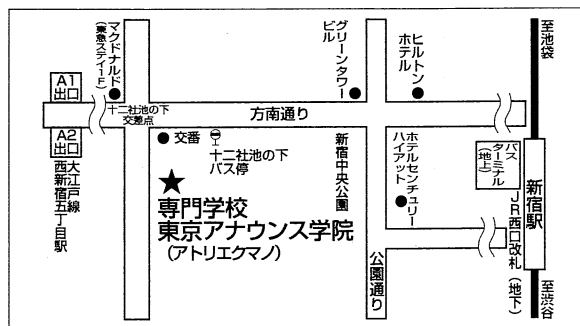 A1
出口
A2
出口
大江戸線
西新宿五丁目駅
マクドナルド
(東急ステイ1F)
十二社池の下
交差点
方南通り
交番
十二社池の下
バス停
専門学校
東京アナウンス学院
(アトリエクマノ)
グリーンタワー
ビル
新宿中央公園
ヒルトン
ホテル
ホテルセンチュリー
ハイアット
公園通り
バス
ターミナル
(地上)
JR西口改札(地下)
新宿駅
至池袋
至渋谷